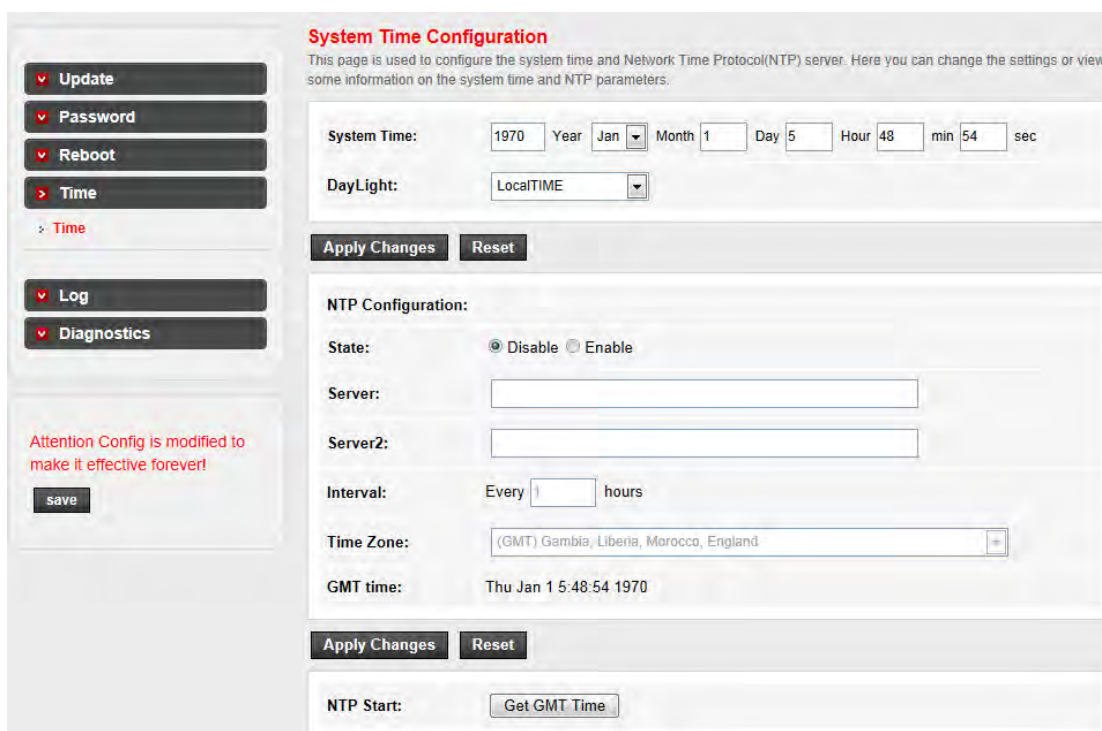 System Time Configuration
This page is used to configure the system time and Network Time Protocol(NTP) server. Here you can change the settings or view
some information on the system time and NTP parameters.
Update
Password
Reboot
Time
Time
Log
Diagnostics
Attention Config is modified to
make it effective forever!
save
System Time: 1970 Year Jan Month 1 Day 5 Hour 48 min 54 sec
DayLight: LocalTIME
Apply Changes Reset
NTP Configuration:
State: Disable Enable
Server:
Server2:
Interval: Every 1 hours
Time Zone: (GMT) Gambia, Liberia, Morocco, England
GMT time: Thu Jan 1 5:48:54 1970
Apply Changes Reset
NTP Start: Get GMT Time